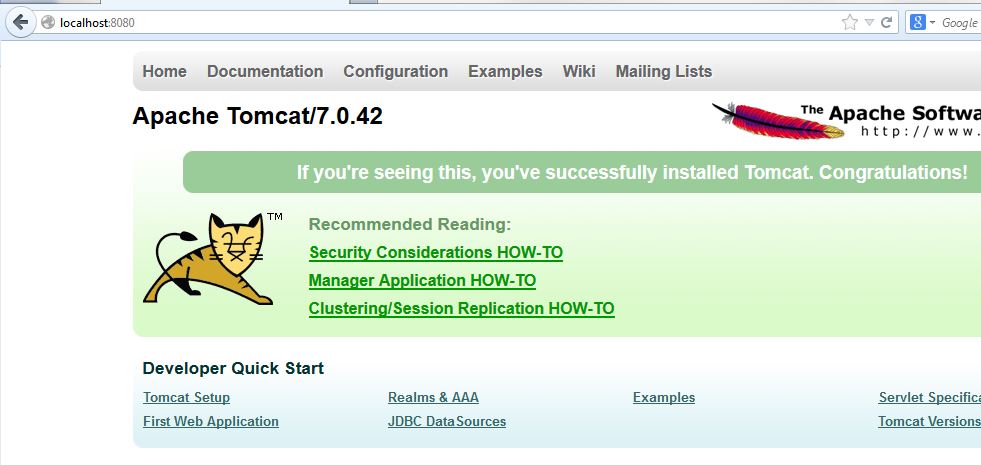 localhost:8080
Google
Home Documentation Configuration Examples Wiki Mailing Lists
Apache Tomcat/7.0.42
The Apache Softwa
http://www.
If you're seeing this, you've successfully installed Tomcat. Congratulations!
TM
Recommended Reading:
Security Considerations HOW-TO
Manager Application HOW-TO
Clustering/Session Replication HOW-TO
Developer Quick Start
Tomcat Setup Realms & AAA Examples Servlet Specifica
First Web Application JDBC DataSources Tomcat Versions